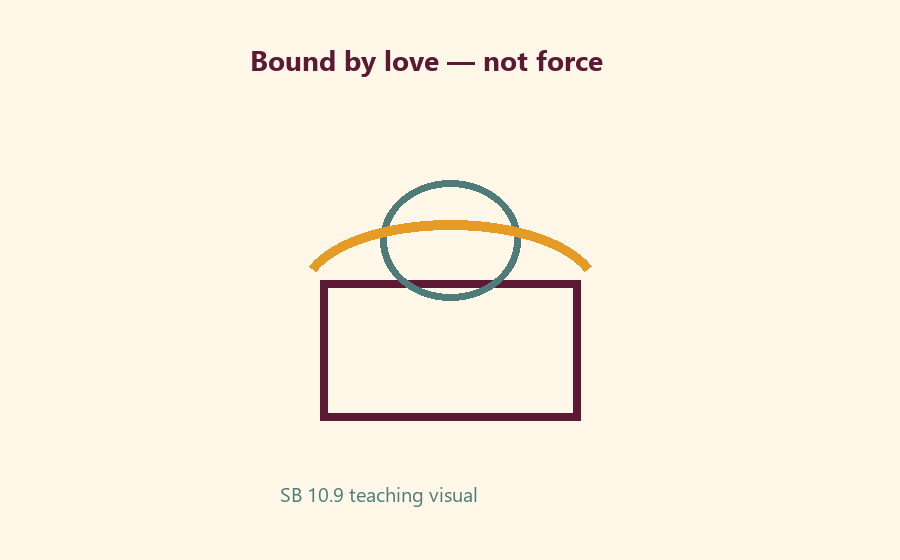 Bound by love — not force
SB 10.9 teaching visual